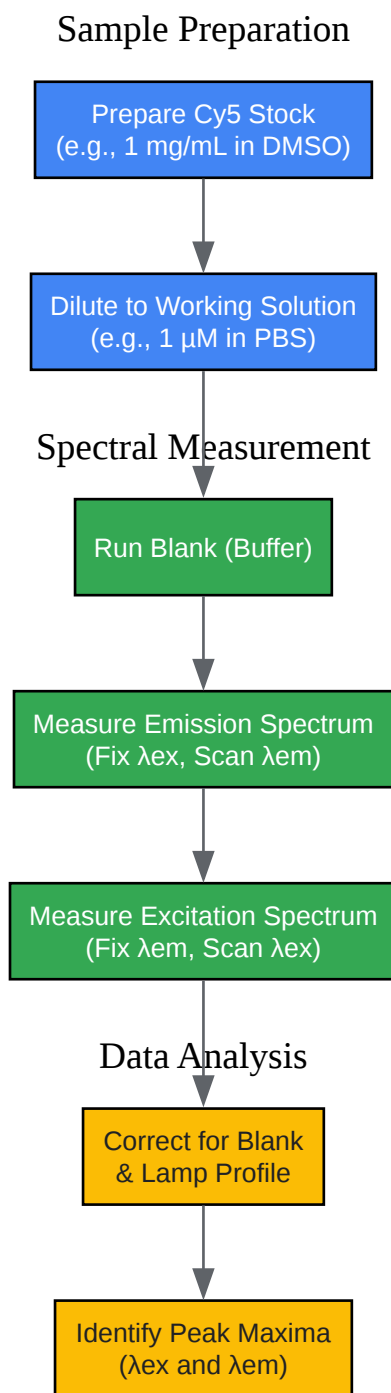 Sample Preparation
Prepare Cy5 Stock
(e.g., 1 mg/mL in DMSO)
Dilute to Working Solution
(e.g., 1 µM in PBS)
Spectral Measurement
Run Blank (Buffer)
Measure Emission Spectrum
(Fix λex, Scan λem)
Measure Excitation Spectrum
(Fix λem, Scan λex)
Data Analysis
Correct for Blank
& Lamp Profile
Identify Peak Maxima
(λex and λem)